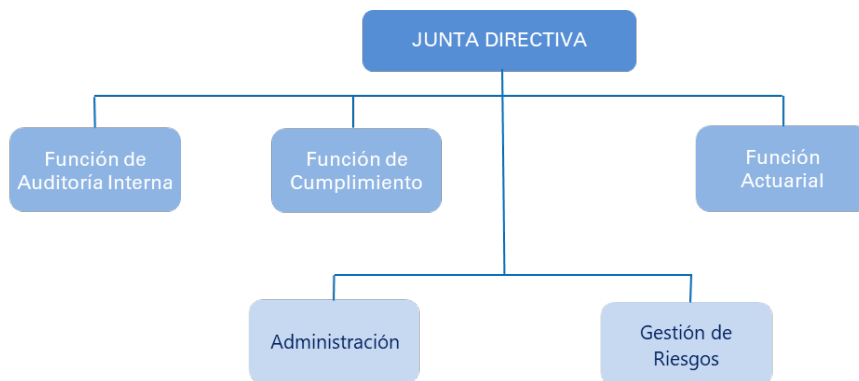 JUNTA DIRECTIVA
Función de
Auditoría Interna
Función de
Cumplimiento
Función
Actuarial
Administración
Gestión de
Riesgos